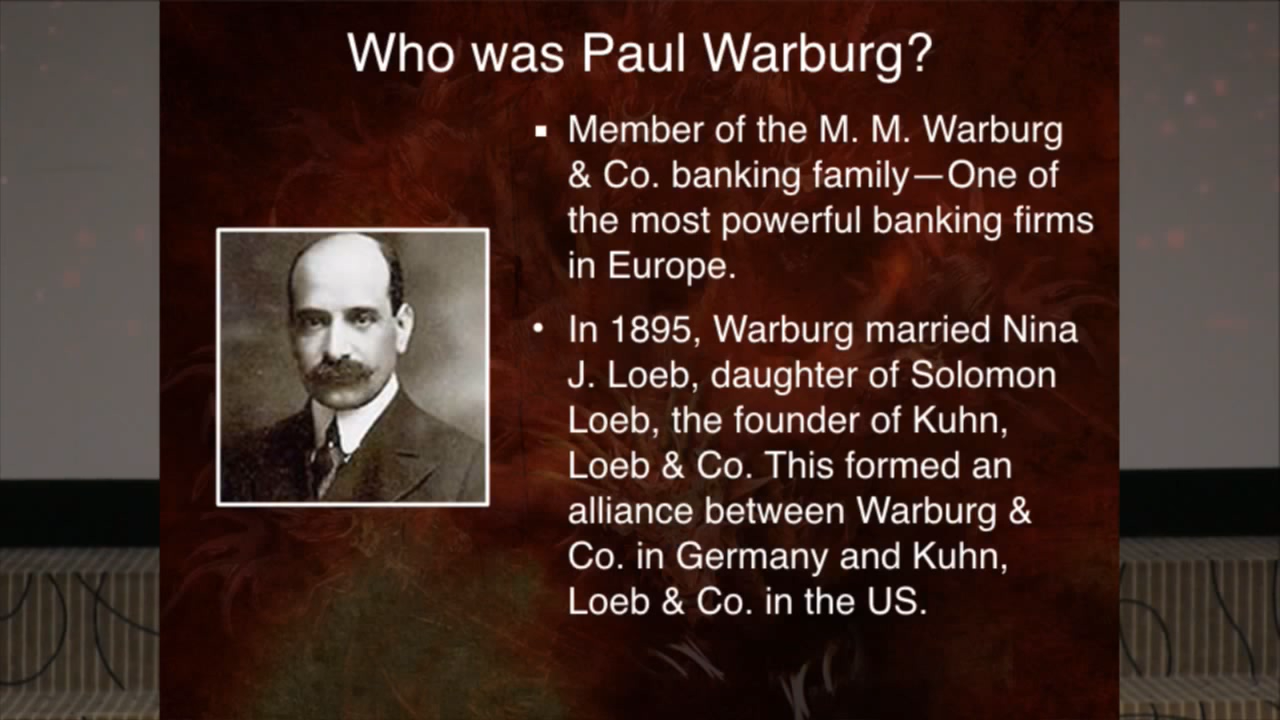 Who was Paul Warburg?
▪ Member of the M. M. Warburg
& Co. banking family—One of
the most powerful banking firms
in Europe.
• In 1895, Warburg married Nina
J. Loeb, daughter of Solomon
Loeb, the founder of Kuhn,
Loeb & Co. This formed an
alliance between Warburg &
Co. in Germany and Kuhn,
Loeb & Co. in the US.